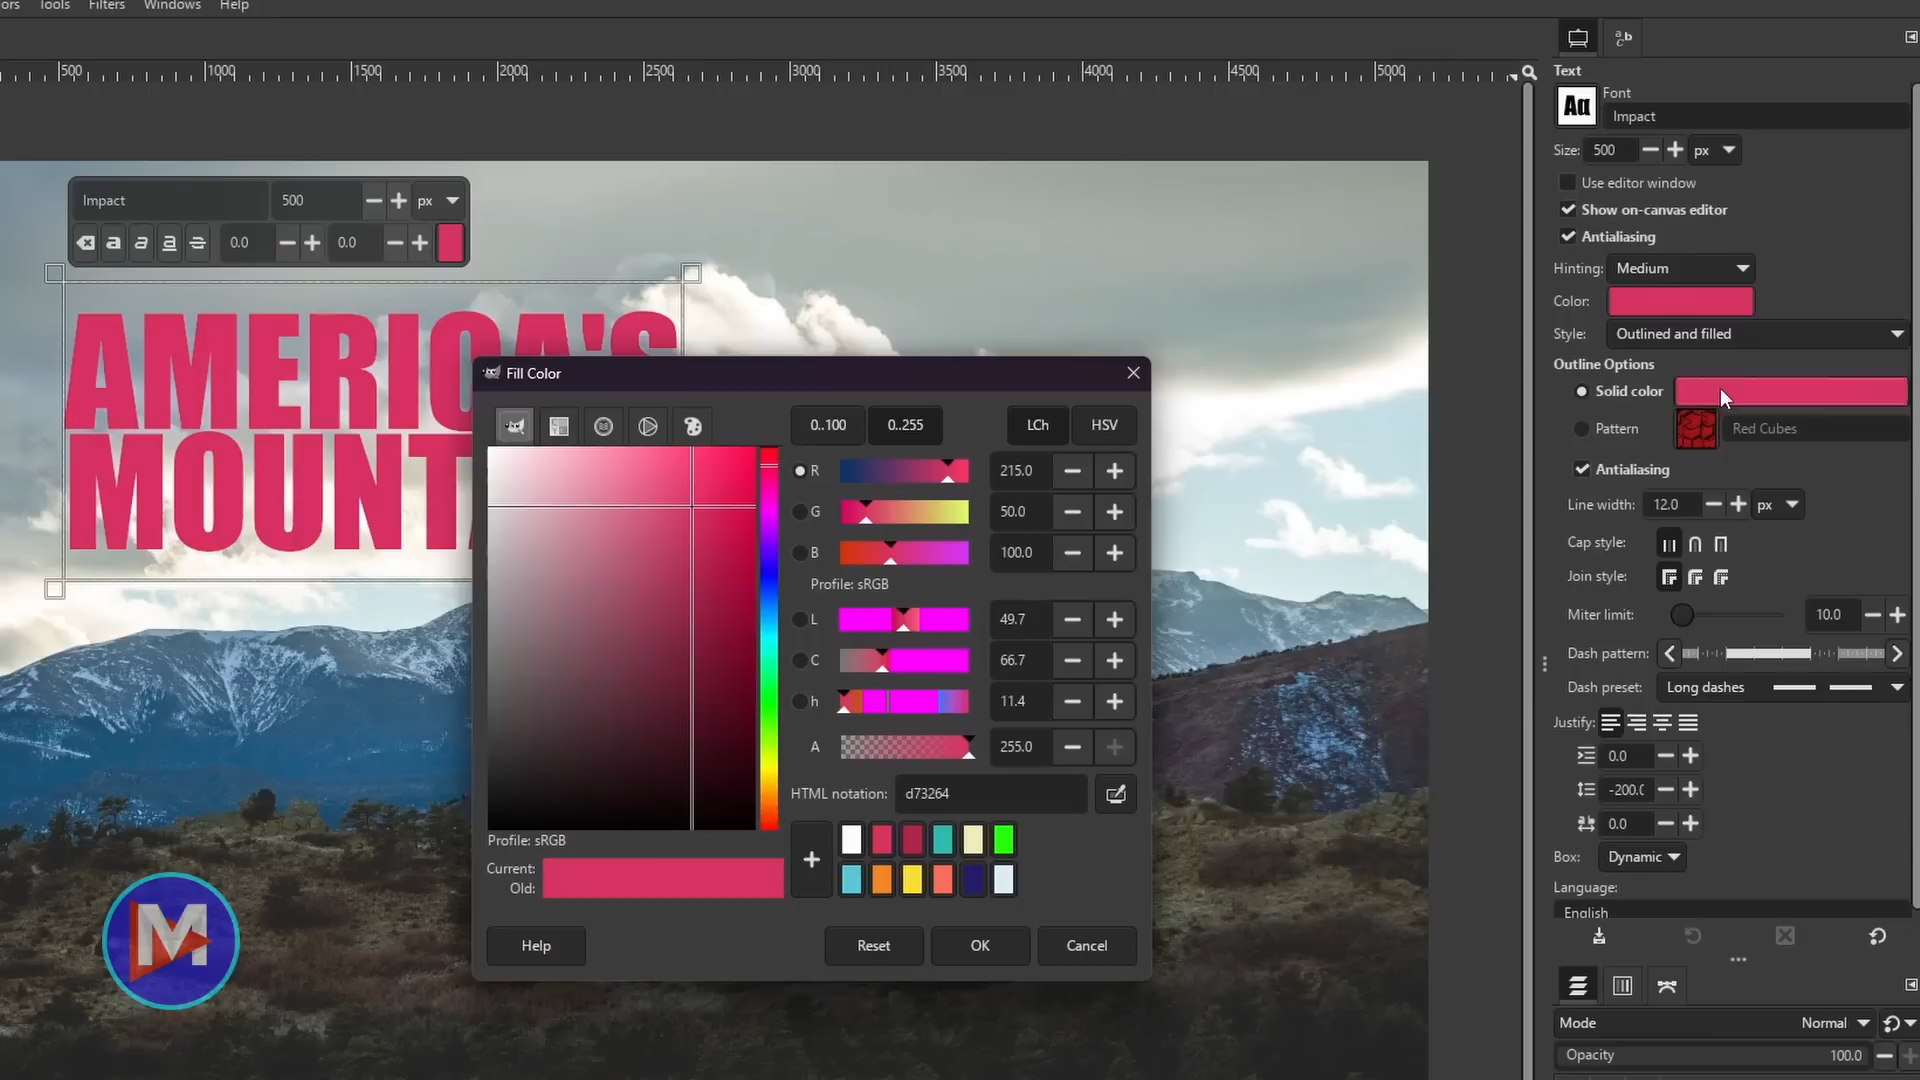 ors Tools Filters Windows Help
500 1000 1500 2000 2500 3000 3500 4000 4500 5000
Impact 500 px
a a a 0.0 0.0
AMERICA'S
MOUNT
Fill Color
0..100 0..255 LCh HSV
R 215.0
G 50.0
B 100.0
Profile: sRGB
L 49.7
C 66.7
h 11.4
A 255.0
HTML notation: d73264
Profile: sRGB
Current:
Old:
Help Reset OK Cancel
M
Text
Aa
Font
Impact
Size: 500 px
Use editor window
Show on-canvas editor
Antialiasing
Hinting: Medium
Color:
Style: Outlined and filled
Outline Options
Solid color
Pattern Red Cubes
Antialiasing
Line width: 12.0 px
Cap style:
Join style:
Miter limit: 10.0
Dash pattern:
Dash preset: Long dashes
Justify:
0.0
-200.0
0.0
Box: Dynamic
Language:
English
Mode Normal
Opacity 100.0